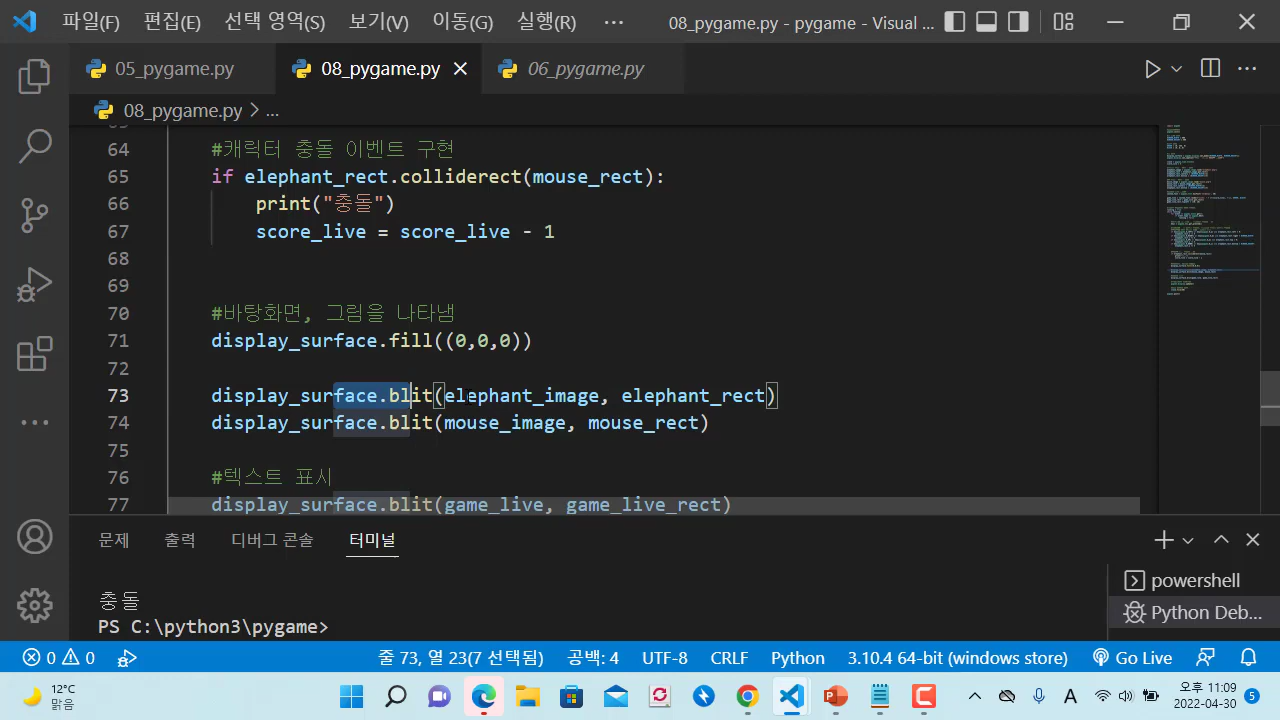 파일(F) 편집(E) 선택 영역(S) 보기(V) 이동(G) 실행(R) ··· 08_pygame.py - pygame - Visual ...
05_pygame.py 08_pygame.py 06_pygame.py
08_pygame.py > ...
64 #캐릭터 충돌 이벤트 구현
65 if elephant_rect.colliderect(mouse_rect):
66 print("충돌")
67 score_live = score_live - 1
68
69
70 #바탕화면, 그림을 나타냄
71 display_surface.fill((0,0,0))
72
73 display_surface.blit(elephant_image, elephant_rect)
74 display_surface.blit(mouse_image, mouse_rect)
75
76 #텍스트 표시
77 display_surface.blit(game_live, game_live_rect)
문제 출력 디버그 콘솔 터미널
충돌
PS C:\python3\pygame>
powershell
Python Deb...
0 0 줄 73, 열 23(7 선택됨) 공백: 4 UTF-8 CRLF Python 3.10.4 64-bit (windows store) Go Live
12°C
맑음
A
오후 11:09
2022-04-30
5